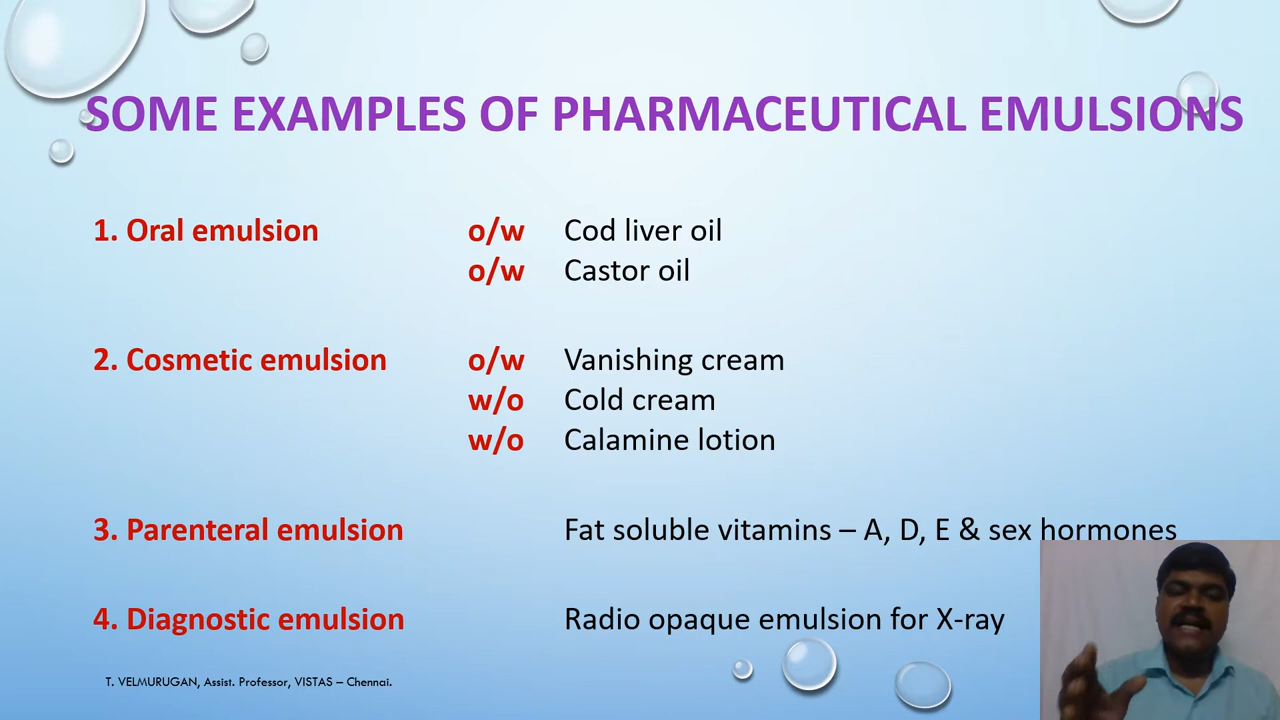 SOME EXAMPLES OF PHARMACEUTICAL EMULSIONS
1. Oral emulsion o/w Cod liver oil
o/w Castor oil
2. Cosmetic emulsion o/w Vanishing cream
w/o Cold cream
w/o Calamine lotion
3. Parenteral emulsion Fat soluble vitamins – A, D, E & sex hormones
4. Diagnostic emulsion Radio opaque emulsion for X-ray
T. VELMURUGAN, Assist. Professor, VISTAS – Chennai.